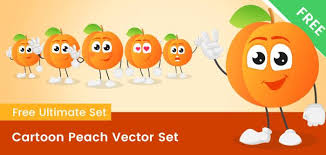 FREE
Free Ultimate Set
Cartoon Peach Vector Set